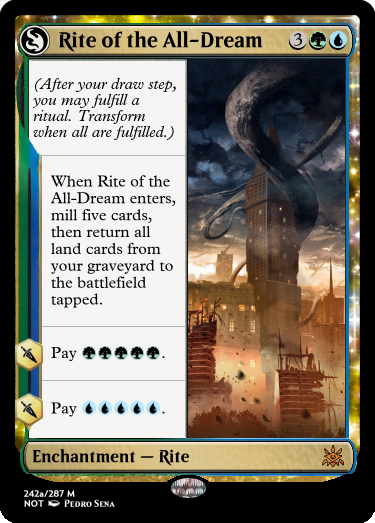 Rite of the All-Dream 3
(After your draw step,
you may fulfill a
ritual. Transform
when all are fulfilled.)
When Rite of the
All-Dream enters,
mill five cards,
then return all
land cards from
your graveyard to
the battlefield
tapped.
Pay .
Pay .
Enchantment — Rite
242a/287 M
NOT Pedro Sena